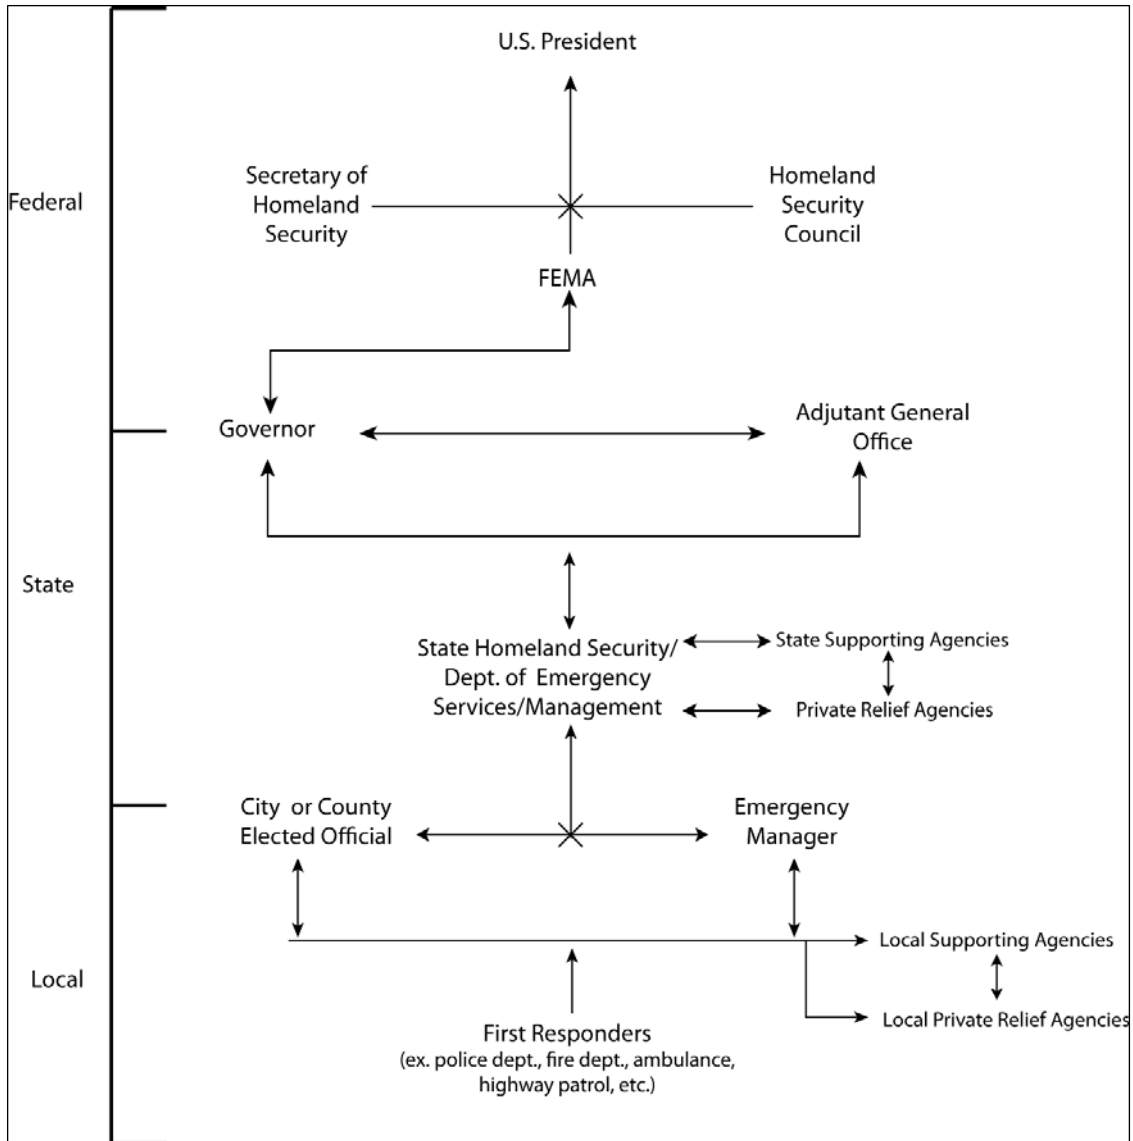 U.S. President
Secretary of
Homeland
Security
Homeland
Security
Council
Federal
FEMA
Governor
Adjutant General
Office
State
State Homeland Security/
Dept. of Emergency
Services/Management
State Supporting Agencies
Private Relief Agencies
City or County
Elected Official
Emergency
Manager
Local
Local Supporting Agencies
Local Private Relief Agencies
First Responders
(ex. police dept., fire dept., ambulance,
highway patrol, etc.)